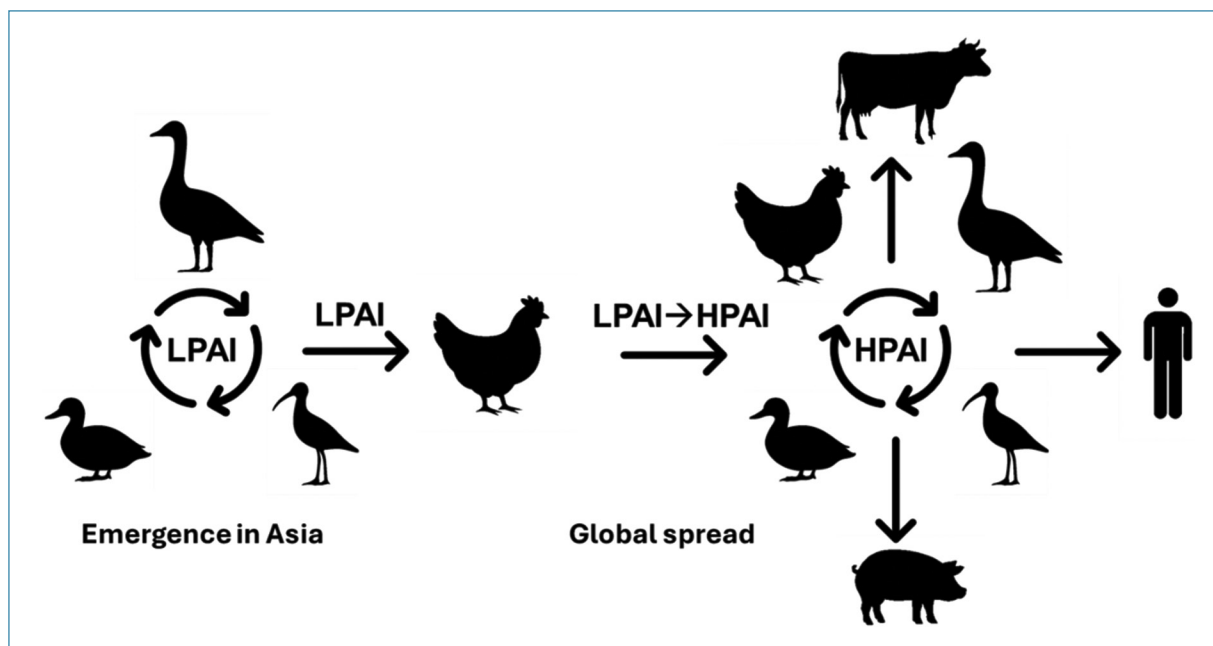 LPAI
LPAI
LPAI→HPAI
HPAI
Emergence in Asia
Global spread